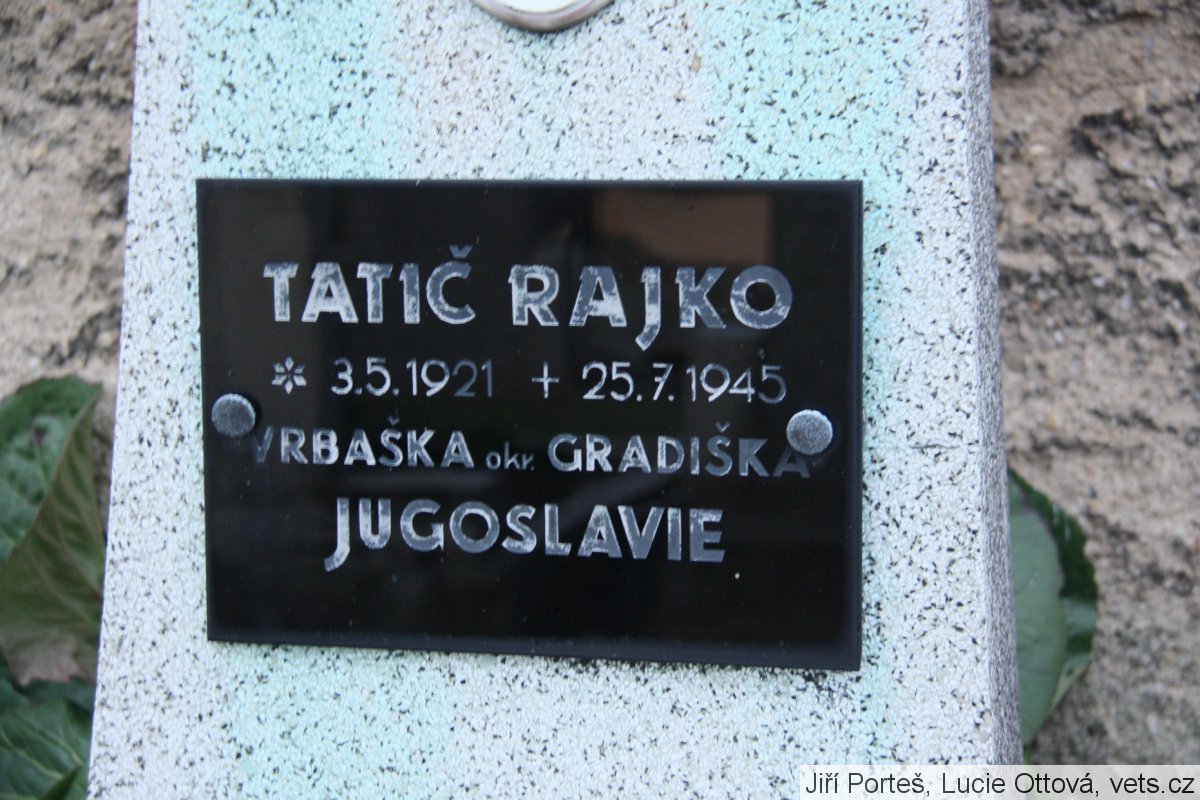 TATIČ RAJKO
* 3.5.1921 + 25.7.1945
VRBAŠKA okr. GRADIŠKA
JUGOSLAVIE
Jiří Porteš, Lucie Ottová, vets.cz